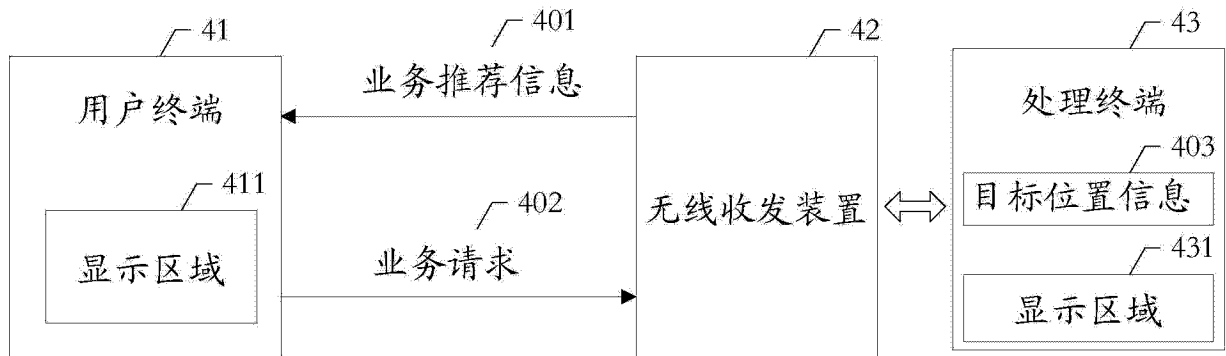 41
用户终端
411
显示区域
401
业务推荐信息
402
业务请求
42
无线收发装置
43
处理终端
403
目标位置信息
431
显示区域